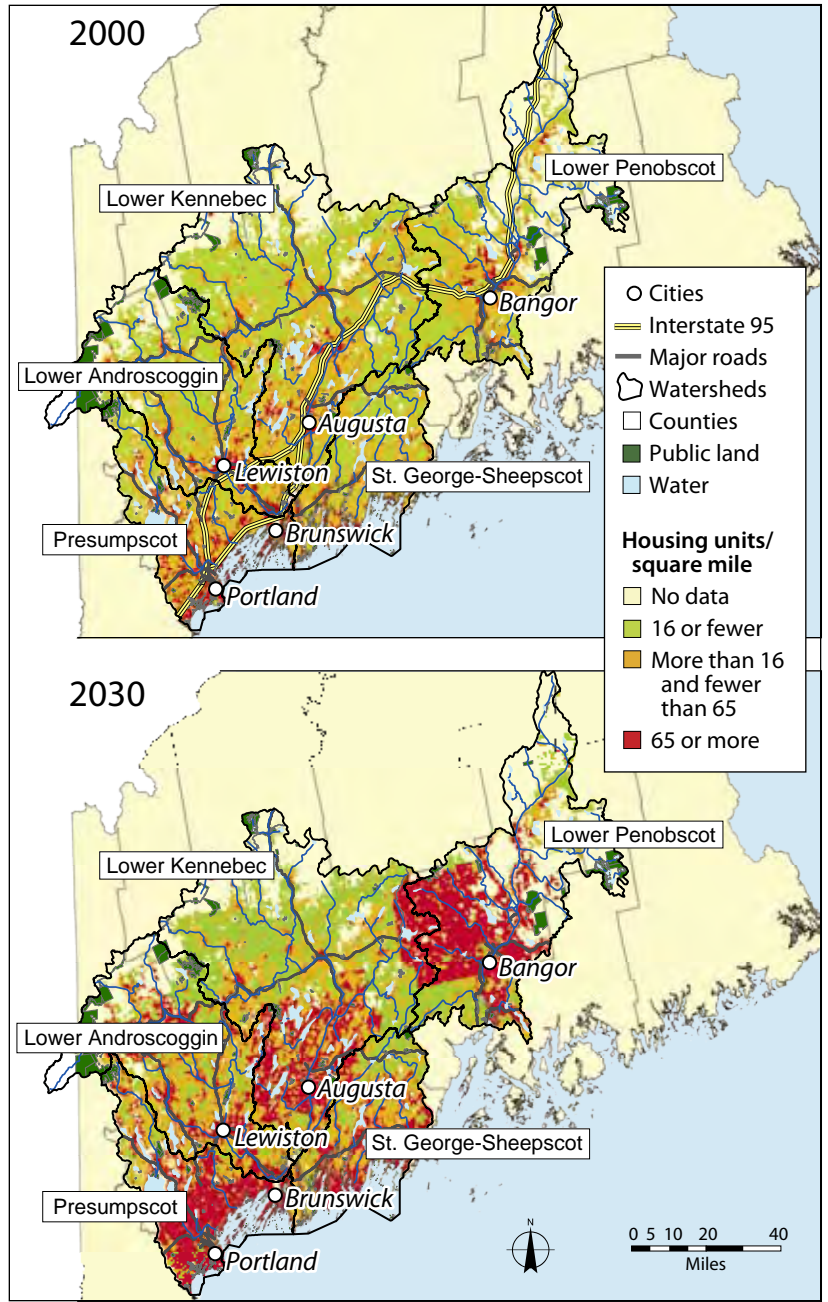 2000
Lower Penobscot
Lower Kennebec
Bangor
Lower Androscoggin
Augusta
Lewiston
St. George-Sheepscot
Brunswick
Presumpscot
Portland
Cities
Interstate 95
Major roads
Watersheds
Counties
Public land
Water
Housing units/
square mile
No data
16 or fewer
More than 16
and fewer
than 65
65 or more
2030
Lower Penobscot
Lower Kennebec
Bangor
Lower Androscoggin
Augusta
Lewiston
St. George-Sheepscot
Brunswick
Presumpscot
Portland
N
0 5 10 20 40
Miles